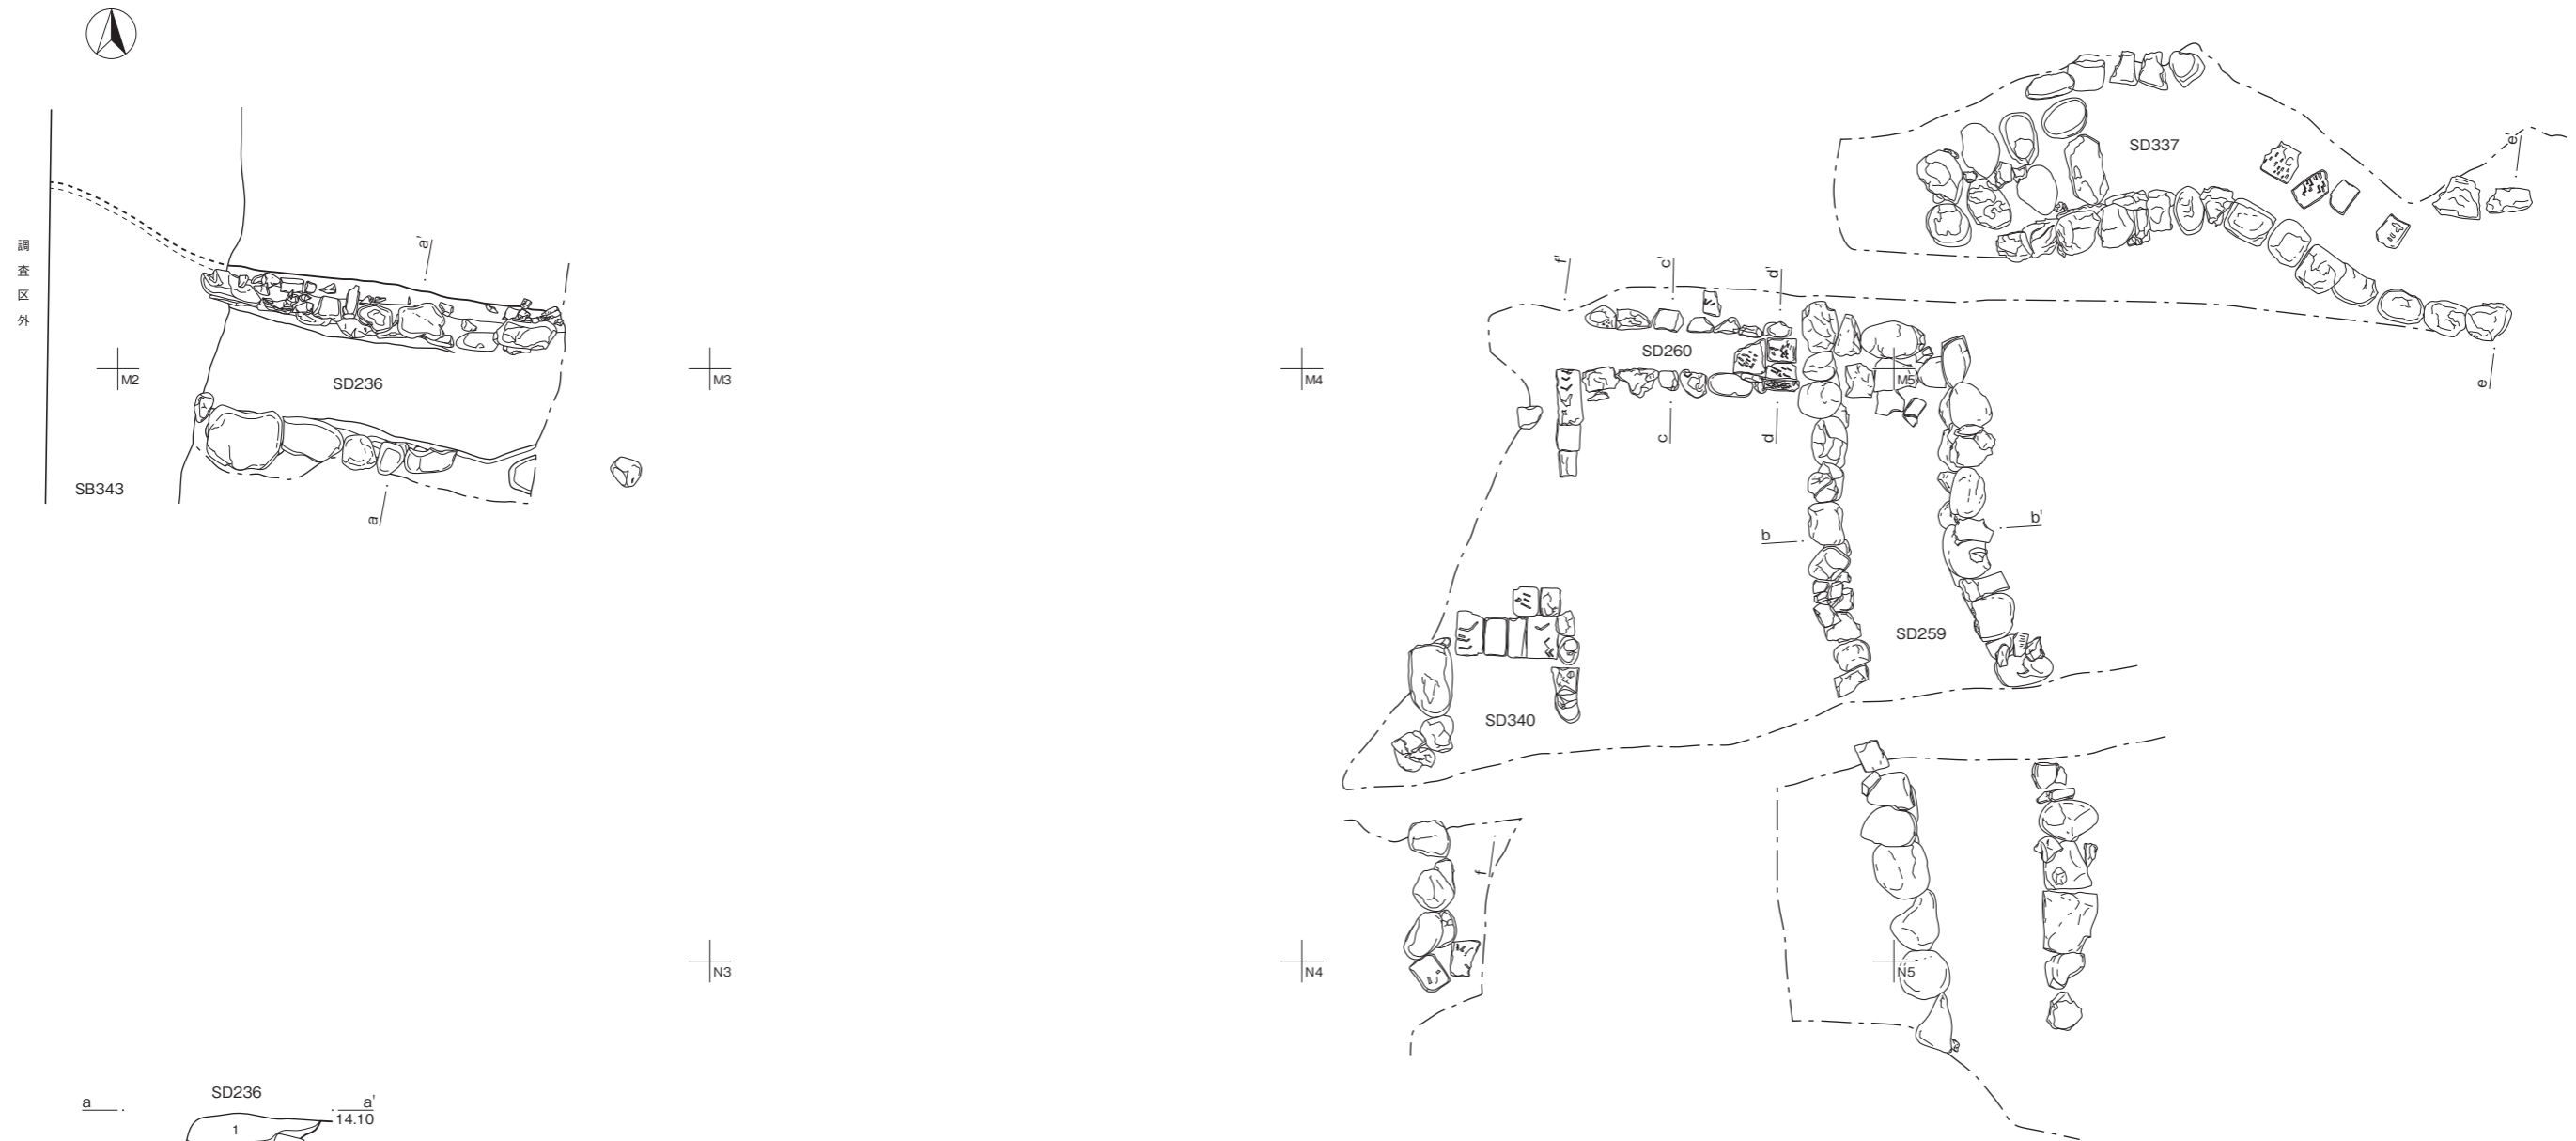 調査区外
SB343
SD236
a'
a
M2
M3
N3
M4
N4
M5
N5
SD337
e'
e
f'
c'
d'
SD260
c
d
b
b'
SD259
SD340
f
SD236
a
a'
14.10
1